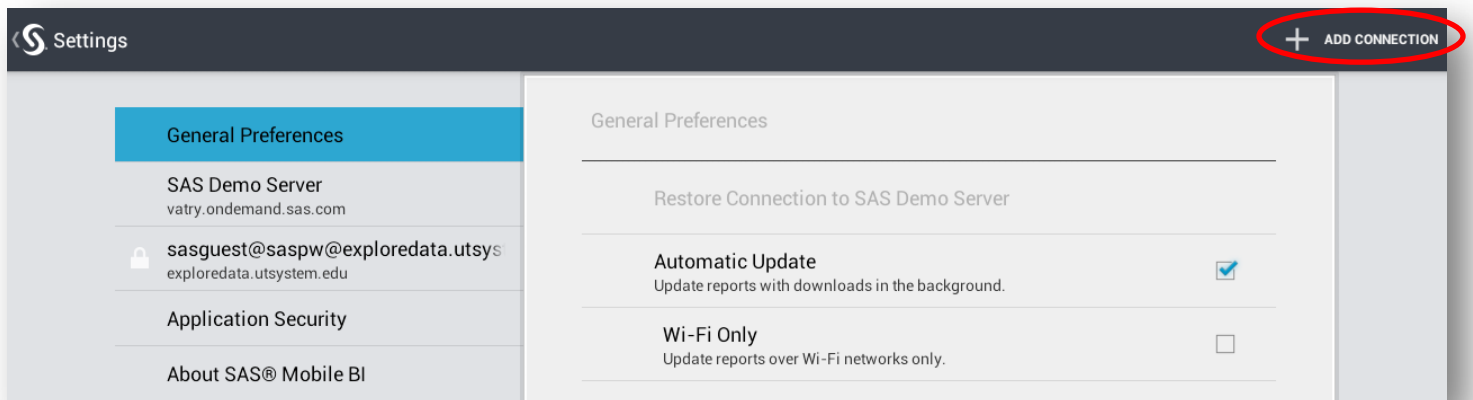 Settings
ADD CONNECTION
General Preferences
SAS Demo Server
vatry.ondemand.sas.com
sasguest@saspw@exploredata.utsys
exploredata.utsystem.edu
Application Security
About SAS® Mobile BI
General Preferences
Restore Connection to SAS Demo Server
Automatic Update
Update reports with downloads in the background.
Wi-Fi Only
Update reports over Wi-Fi networks only.